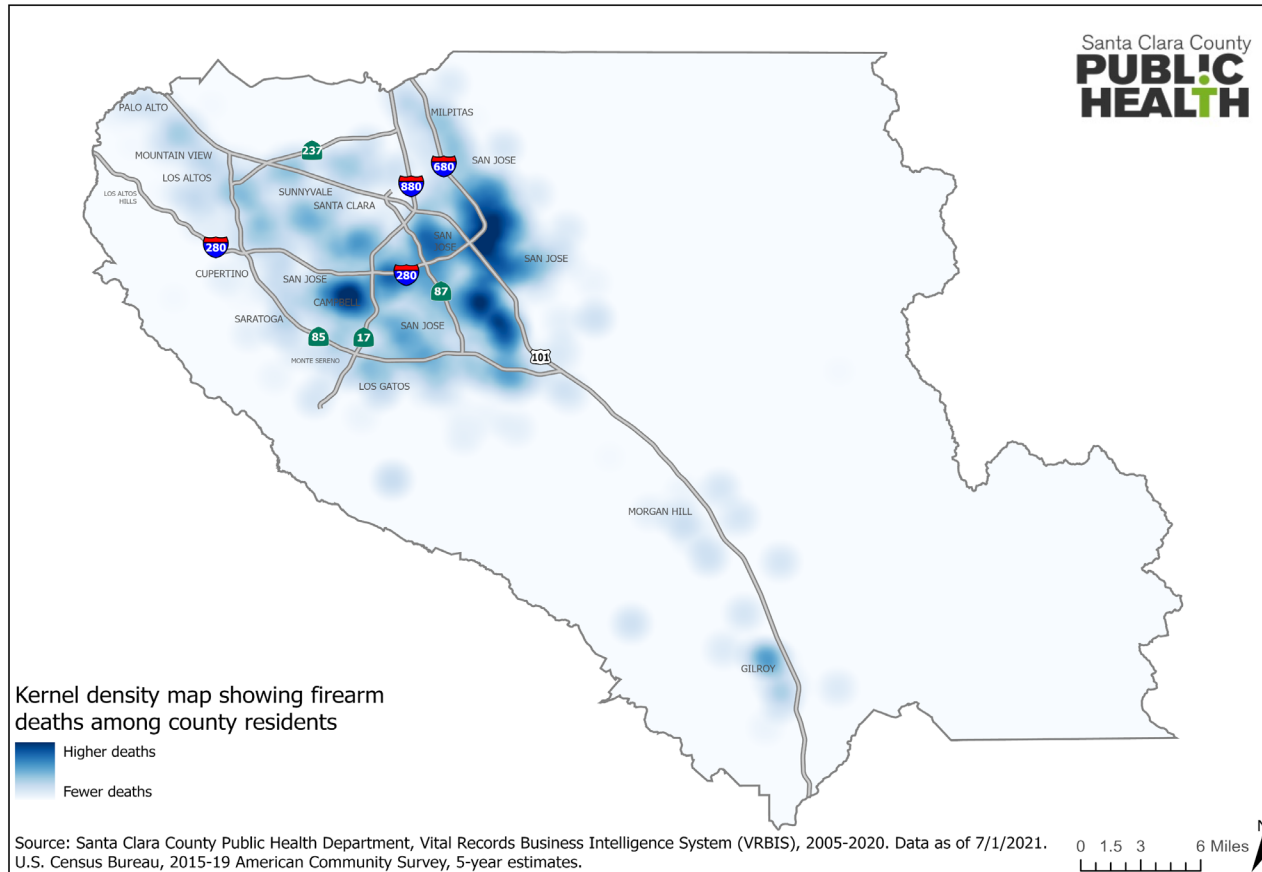 Santa Clara County
PUBLIC
HEALTH
PALO ALTO
MILPITAS
MOUNTAIN VIEW
237
680
SAN JOSE
LOS ALTOS
880
LOS ALTOS
HILLS
SUNNYVALE
SANTA CLARA
280
SAN
JOSE
SAN JOSE
CUPERTINO
SAN JOSE
280
87
CAMPBELL
SARATOGA
SAN JOSE
85
17
MONTE SERENO
101
LOS GATOS
MORGAN HILL
GILROY
Kernel density map showing firearm
deaths among county residents
Higher deaths
Fewer deaths
Source: Santa Clara County Public Health Department, Vital Records Business Intelligence System (VRBIS), 2005-2020. Data as of 7/1/2021.
U.S. Census Bureau, 2015-19 American Community Survey, 5-year estimates.
0 1.5 3 6 Miles